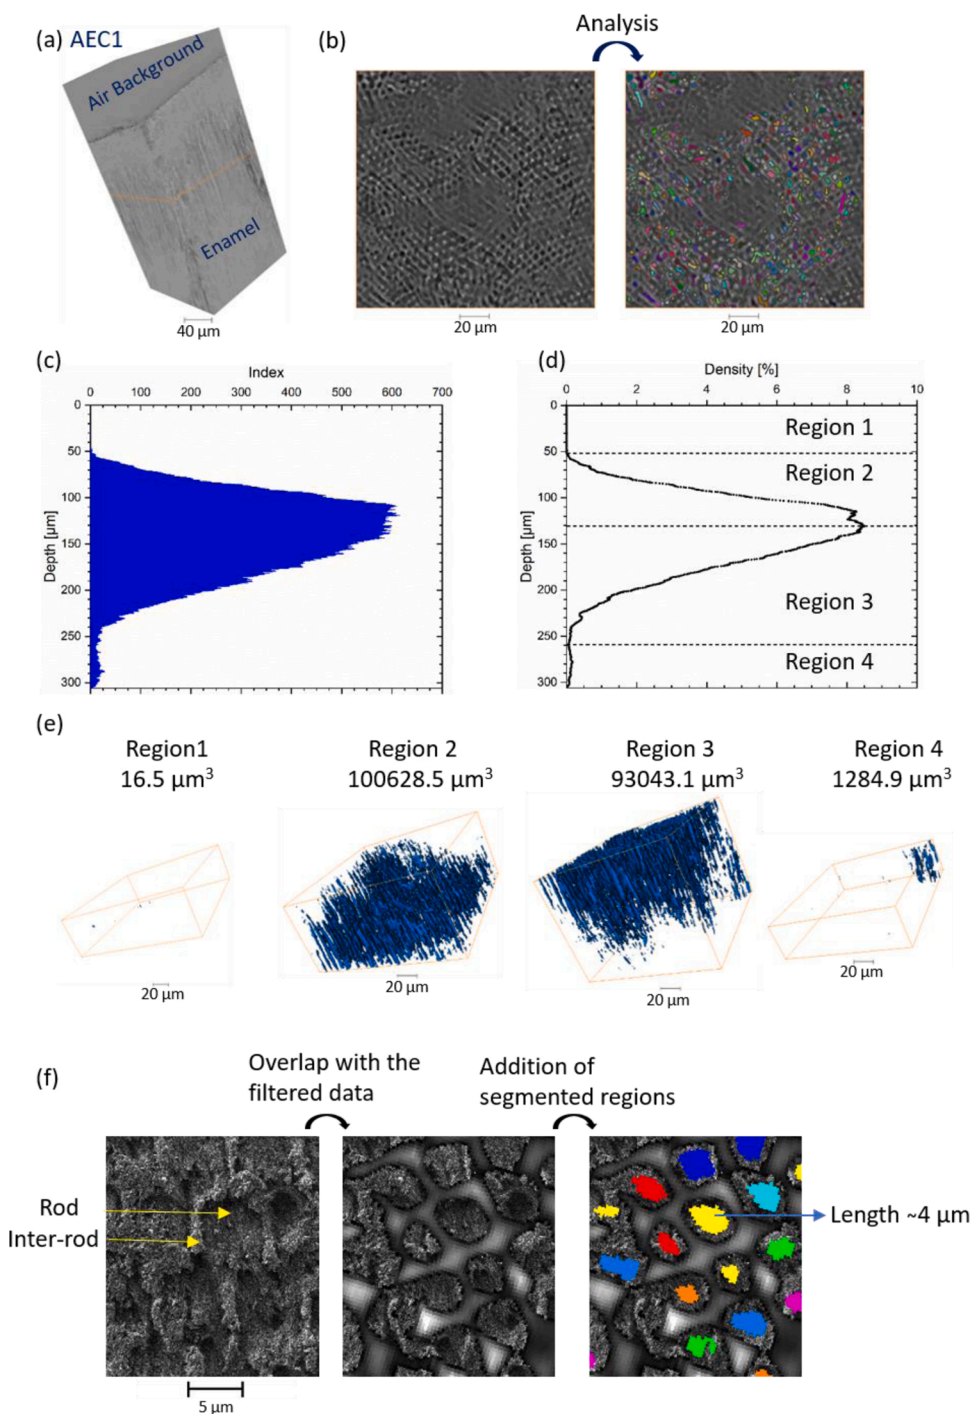 (a) AEC1
Air Background
Enamel
40 µm
(b)
Analysis
20 µm
20 µm
(c)
Index
0 100 200 300 400 500 600 700
Depth [µm]
0
50
100
150
200
250
300
(d)
Density [%]
0 2 4 6 8 10
Depth [µm]
0
50
100
150
200
250
300
Region 1
Region 2
Region 3
Region 4
(e)
Region1
16.5 µm³
Region 2
100628.5 µm³
Region 3
93043.1 µm³
Region 4
1284.9 µm³
20 µm
20 µm
20 µm
20 µm
(f)
Overlap with the
filtered data
Addition of
segmented regions
Rod
Inter-rod
Length ~4 µm
5 µm